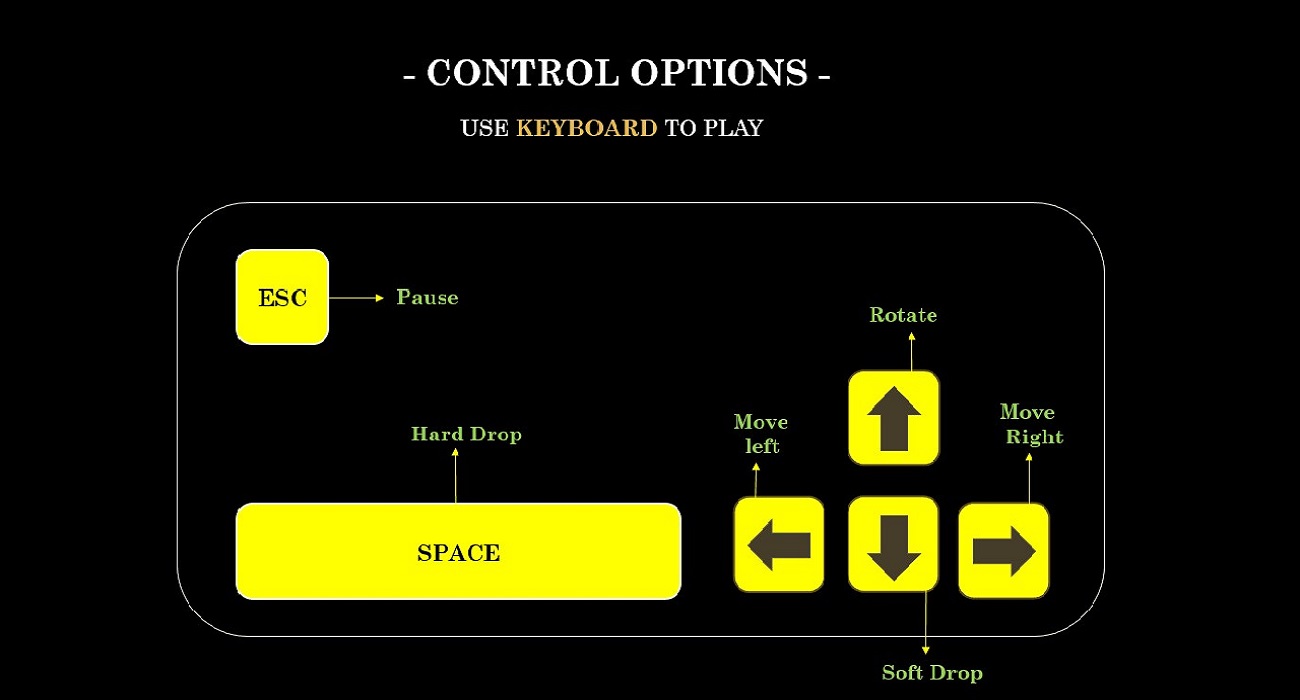 - CONTROL OPTIONS -
USE KEYBOARD TO PLAY
ESC
Pause
Rotate
Hard Drop
Move
left
Move
Right
SPACE
Soft Drop